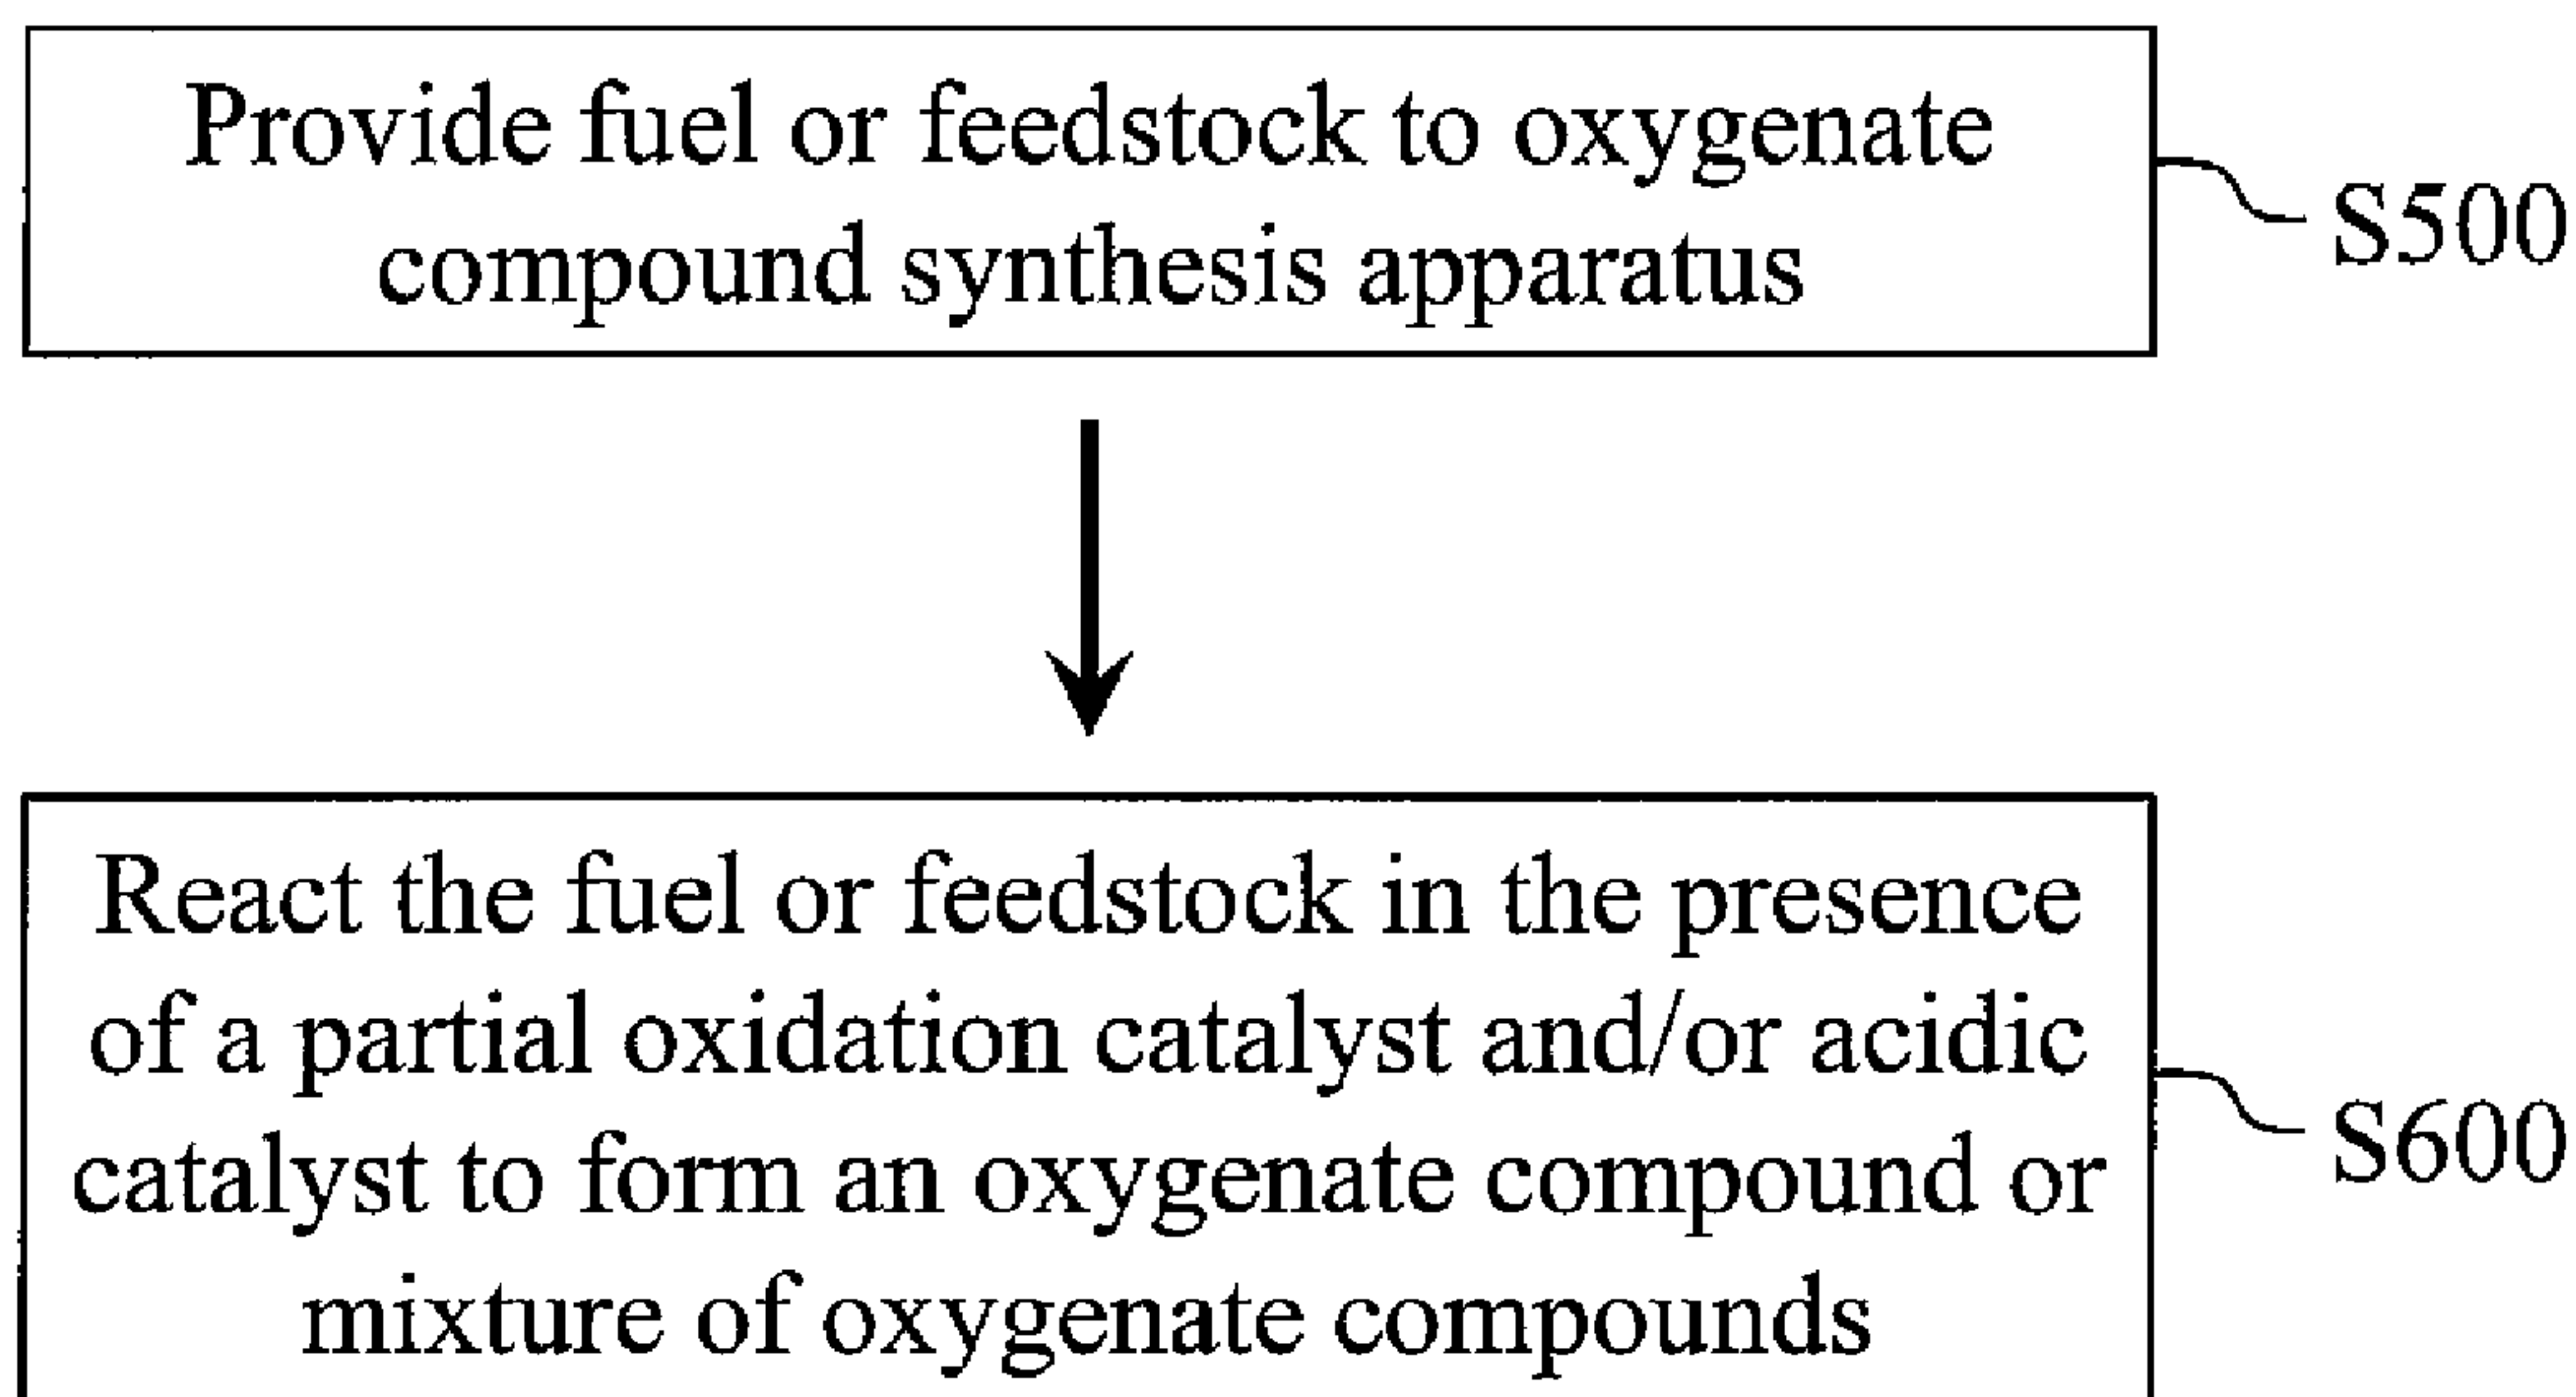 Provide fuel or feedstock to oxygenate
compound synthesis apparatus
S500
React the fuel or feedstock in the presence
of a partial oxidation catalyst and/or acidic
catalyst to form an oxygenate compound or
mixture of oxygenate compounds
S600